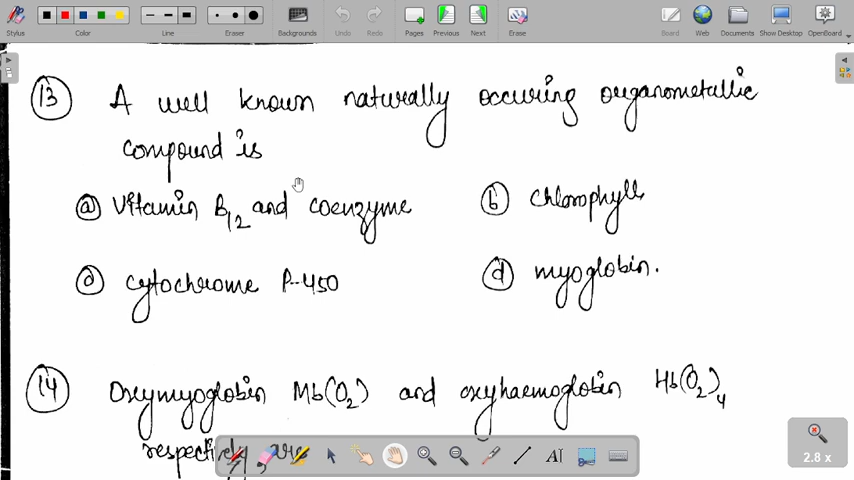 Stylus
Color
Line
Eraser
Backgrounds
Undo
Redo
Pages
Previous
Next
Erase
Board
Web
Documents
Show Desktop
OpenBoard
13 A well known naturally occuring organometallic
compound is
a vitamin B12 and coenzyme
b chlorophyll
c cytochrome P-450
d myoglobin.
14 Oxymyoglobin Mb(O2) and oxyhaemoglobin Hb(O2)4
respectively, are
2.8 x